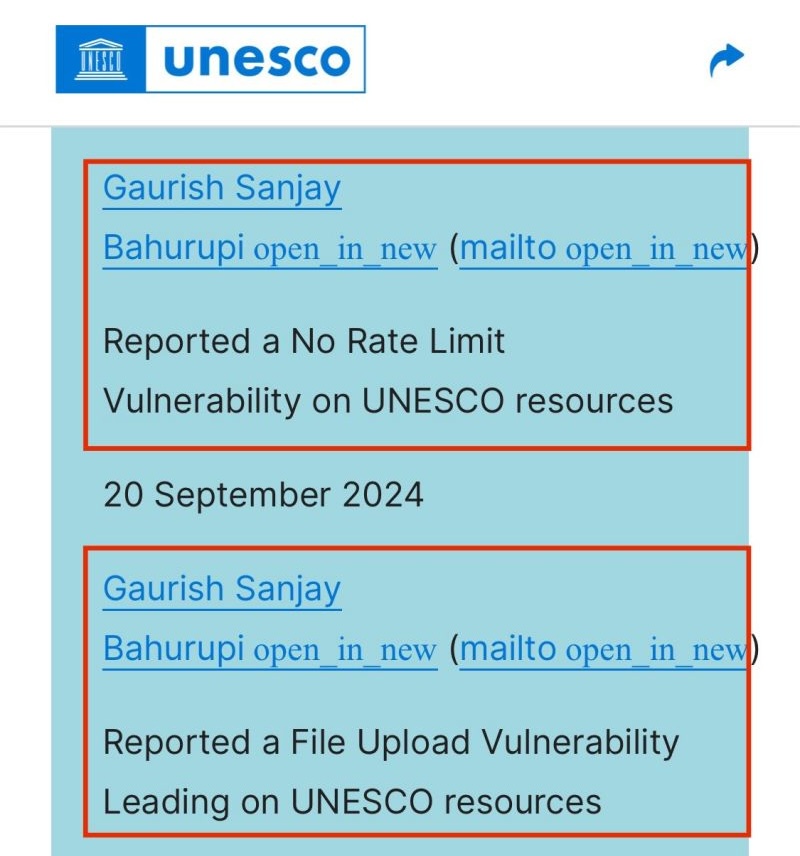 UNESCO
unesco
Gaurish Sanjay
Bahurupi open_in_new (mailto open_in_new)
Reported a No Rate Limit
Vulnerability on UNESCO resources
20 September 2024
Gaurish Sanjay
Bahurupi open_in_new (mailto open_in_new)
Reported a File Upload Vulnerability
Leading on UNESCO resources